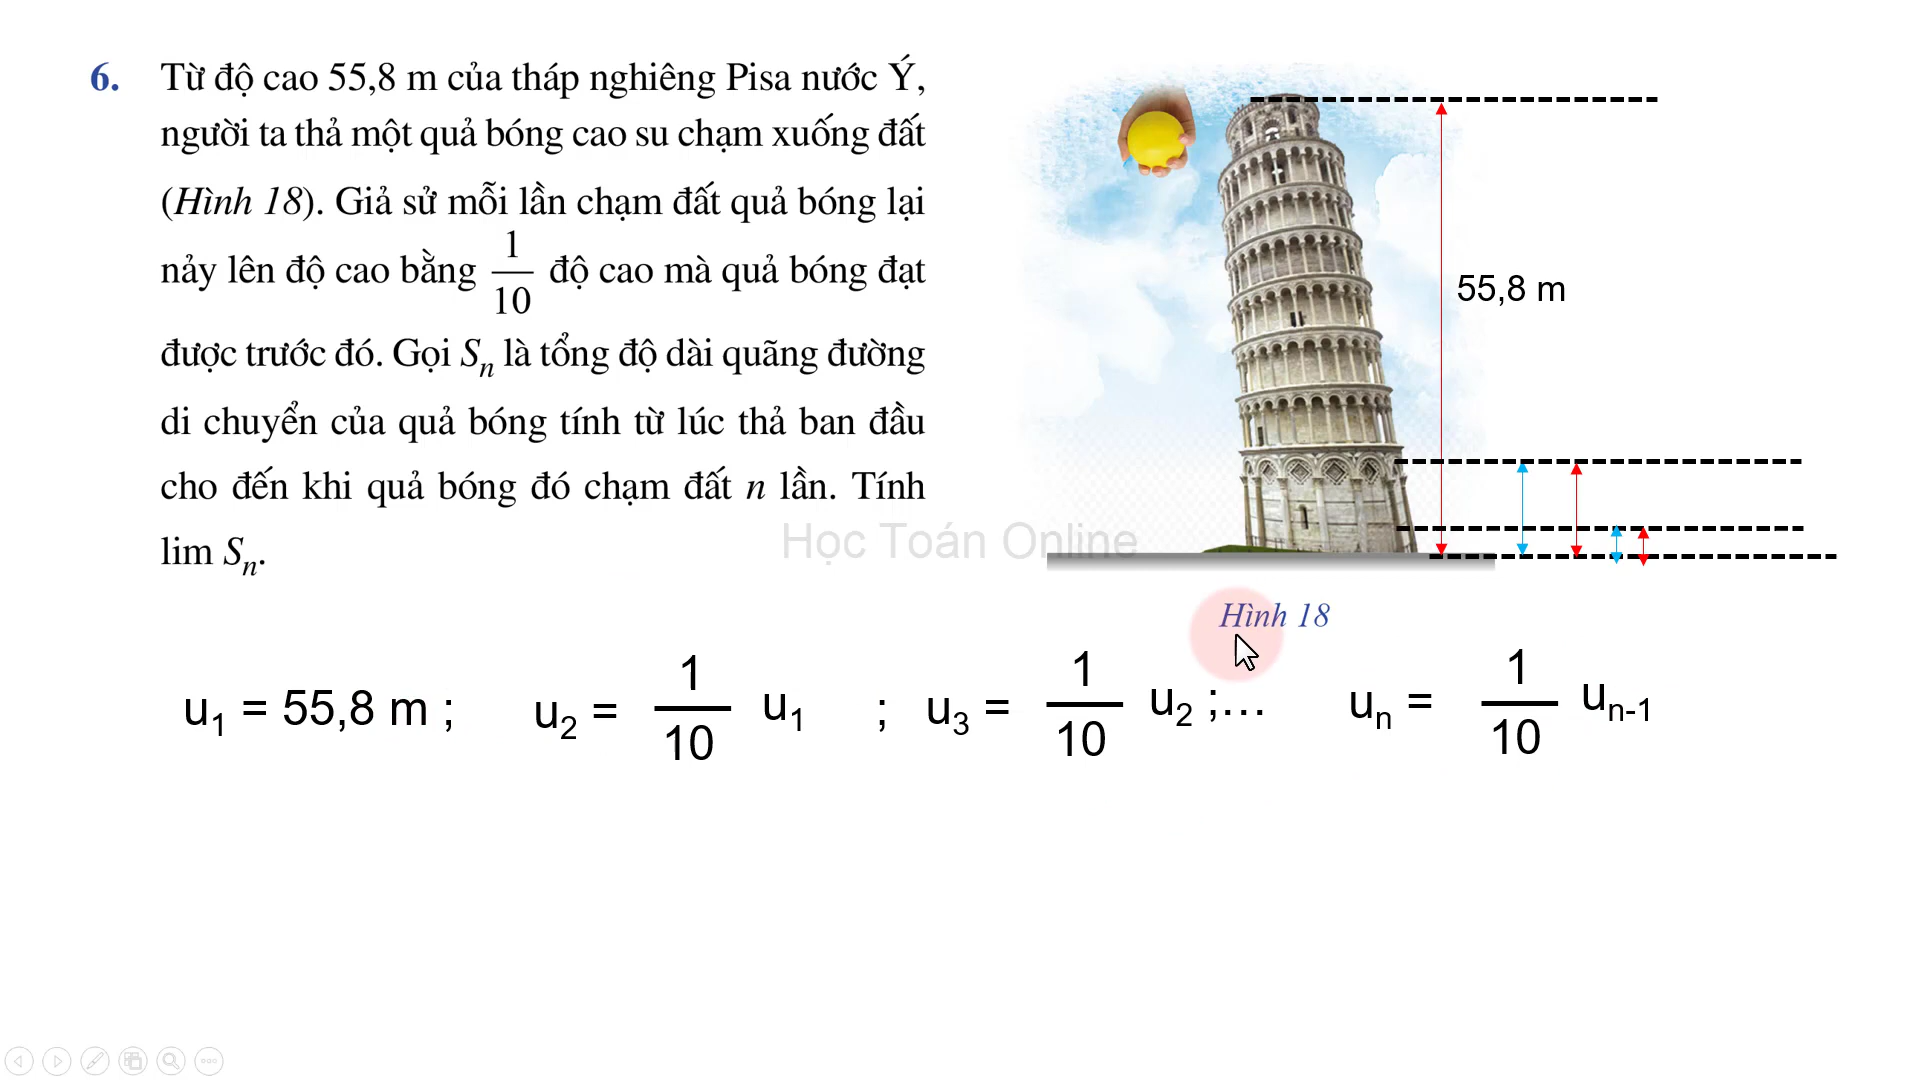 6. Từ độ cao 55,8 m của tháp nghiêng Pisa nước Ý,
người ta thả một quả bóng cao su chạm xuống đất
(Hình 18). Giả sử mỗi lần chạm đất quả bóng lại
nảy lên độ cao bằng 1/10 độ cao mà quả bóng đạt
được trước đó. Gọi Sₙ là tổng độ dài quãng đường
di chuyển của quả bóng tính từ lúc thả ban đầu
cho đến khi quả bóng đó chạm đất n lần. Tính
lim Sₙ.
55,8 m
Học Toán Online
Hình 18
u₁ = 55,8 m ; u₂ = 1/10 u₁ ; u₃ = 1/10 u₂ ;... uₙ = 1/10 uₙ₋₁